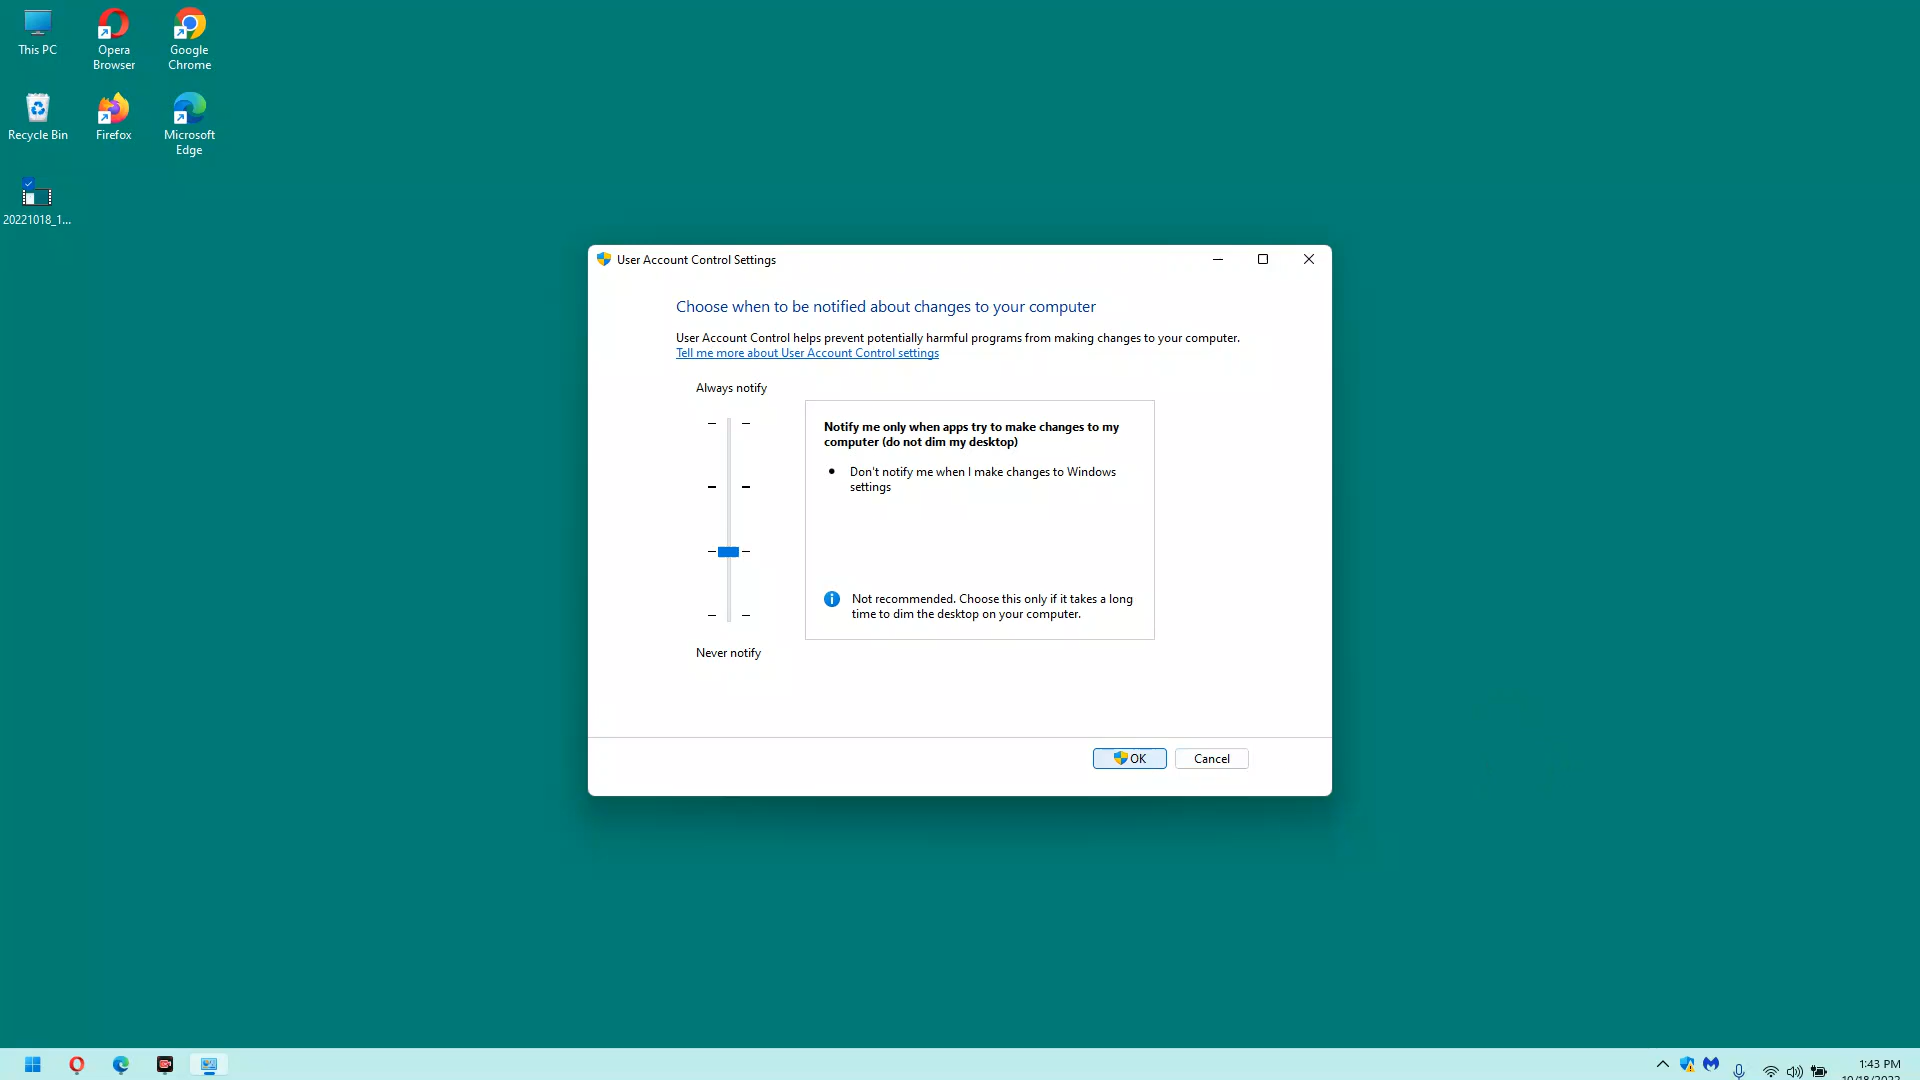 This PC
Opera
Browser
Google
Chrome
Recycle Bin
Firefox
Microsoft
Edge
20221018_1...
User Account Control Settings
Choose when to be notified about changes to your computer
User Account Control helps prevent potentially harmful programs from making changes to your computer.
Tell me more about User Account Control settings
Always notify
Notify me only when apps try to make changes to my
computer (do not dim my desktop)
Don't notify me when I make changes to Windows
settings
Not recommended. Choose this only if it takes a long
time to dim the desktop on your computer.
Never notify
OK
Cancel
1:43 PM
10/18/2022